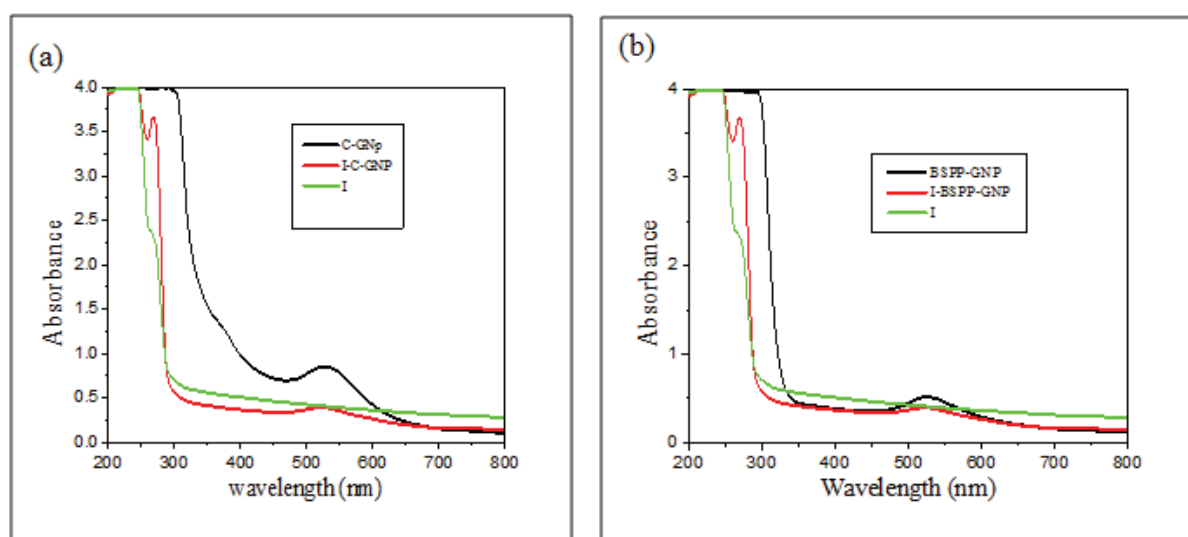 (a)
4.0
3.5
3.0
2.5
2.0
1.5
1.0
0.5
0.0
Absorbance
C-GNp
I-C-GNP
I
200 300 400 500 600 700 800
wavelength (nm)
(b)
4
3
2
1
0
Absorbance
BSPP-GNP
I-BSPP-GNP
I
200 300 400 500 600 700 800
Wavelength (nm)